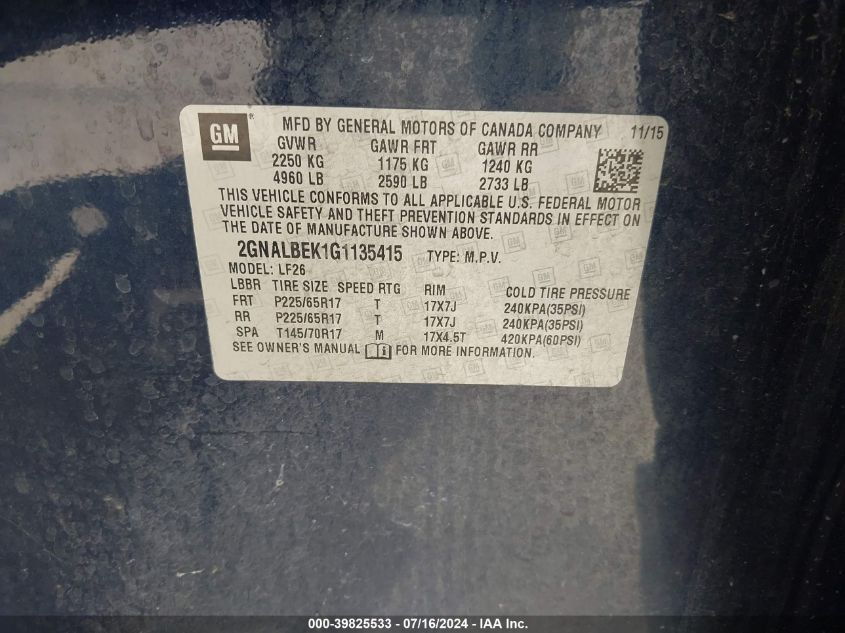 GM ®
MFD BY GENERAL MOTORS OF CANADA COMPANY 11/15
GVWR GAWR FRT GAWR RR
2250 KG 1175 KG 1240 KG
4960 LB 2590 LB 2733 LB
THIS VEHICLE CONFORMS TO ALL APPLICABLE U.S. FEDERAL MOTOR
VEHICLE SAFETY AND THEFT PREVENTION STANDARDS IN EFFECT ON
THE DATE OF MANUFACTURE SHOWN ABOVE.
2GNALBEK1G1135415 TYPE: M.P.V.
MODEL: LF26
LBBR TIRE SIZE SPEED RTG RIM COLD TIRE PRESSURE
FRT P225/65R17 T 17X7J 240KPA(35PSI)
RR P225/65R17 T 17X7J 240KPA(35PSI)
SPA T145/70R17 M 17X4.5T 420KPA(60PSI)
SEE OWNER'S MANUAL FOR MORE INFORMATION.
000-39825533 - 07/16/2024 - IAA Inc.